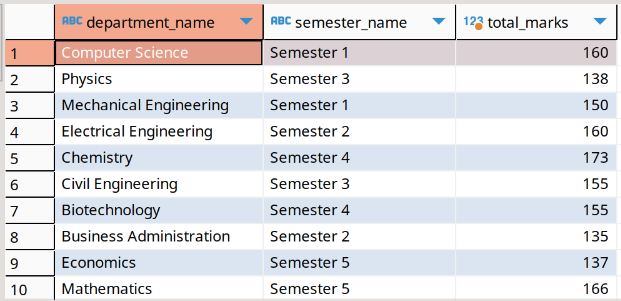 ABC department_name ABC semester_name 123 total_marks
1 Computer Science Semester 1 160
2 Physics Semester 3 138
3 Mechanical Engineering Semester 1 150
4 Electrical Engineering Semester 2 160
5 Chemistry Semester 4 173
6 Civil Engineering Semester 3 155
7 Biotechnology Semester 4 155
8 Business Administration Semester 2 135
9 Economics Semester 5 137
10 Mathematics Semester 5 166